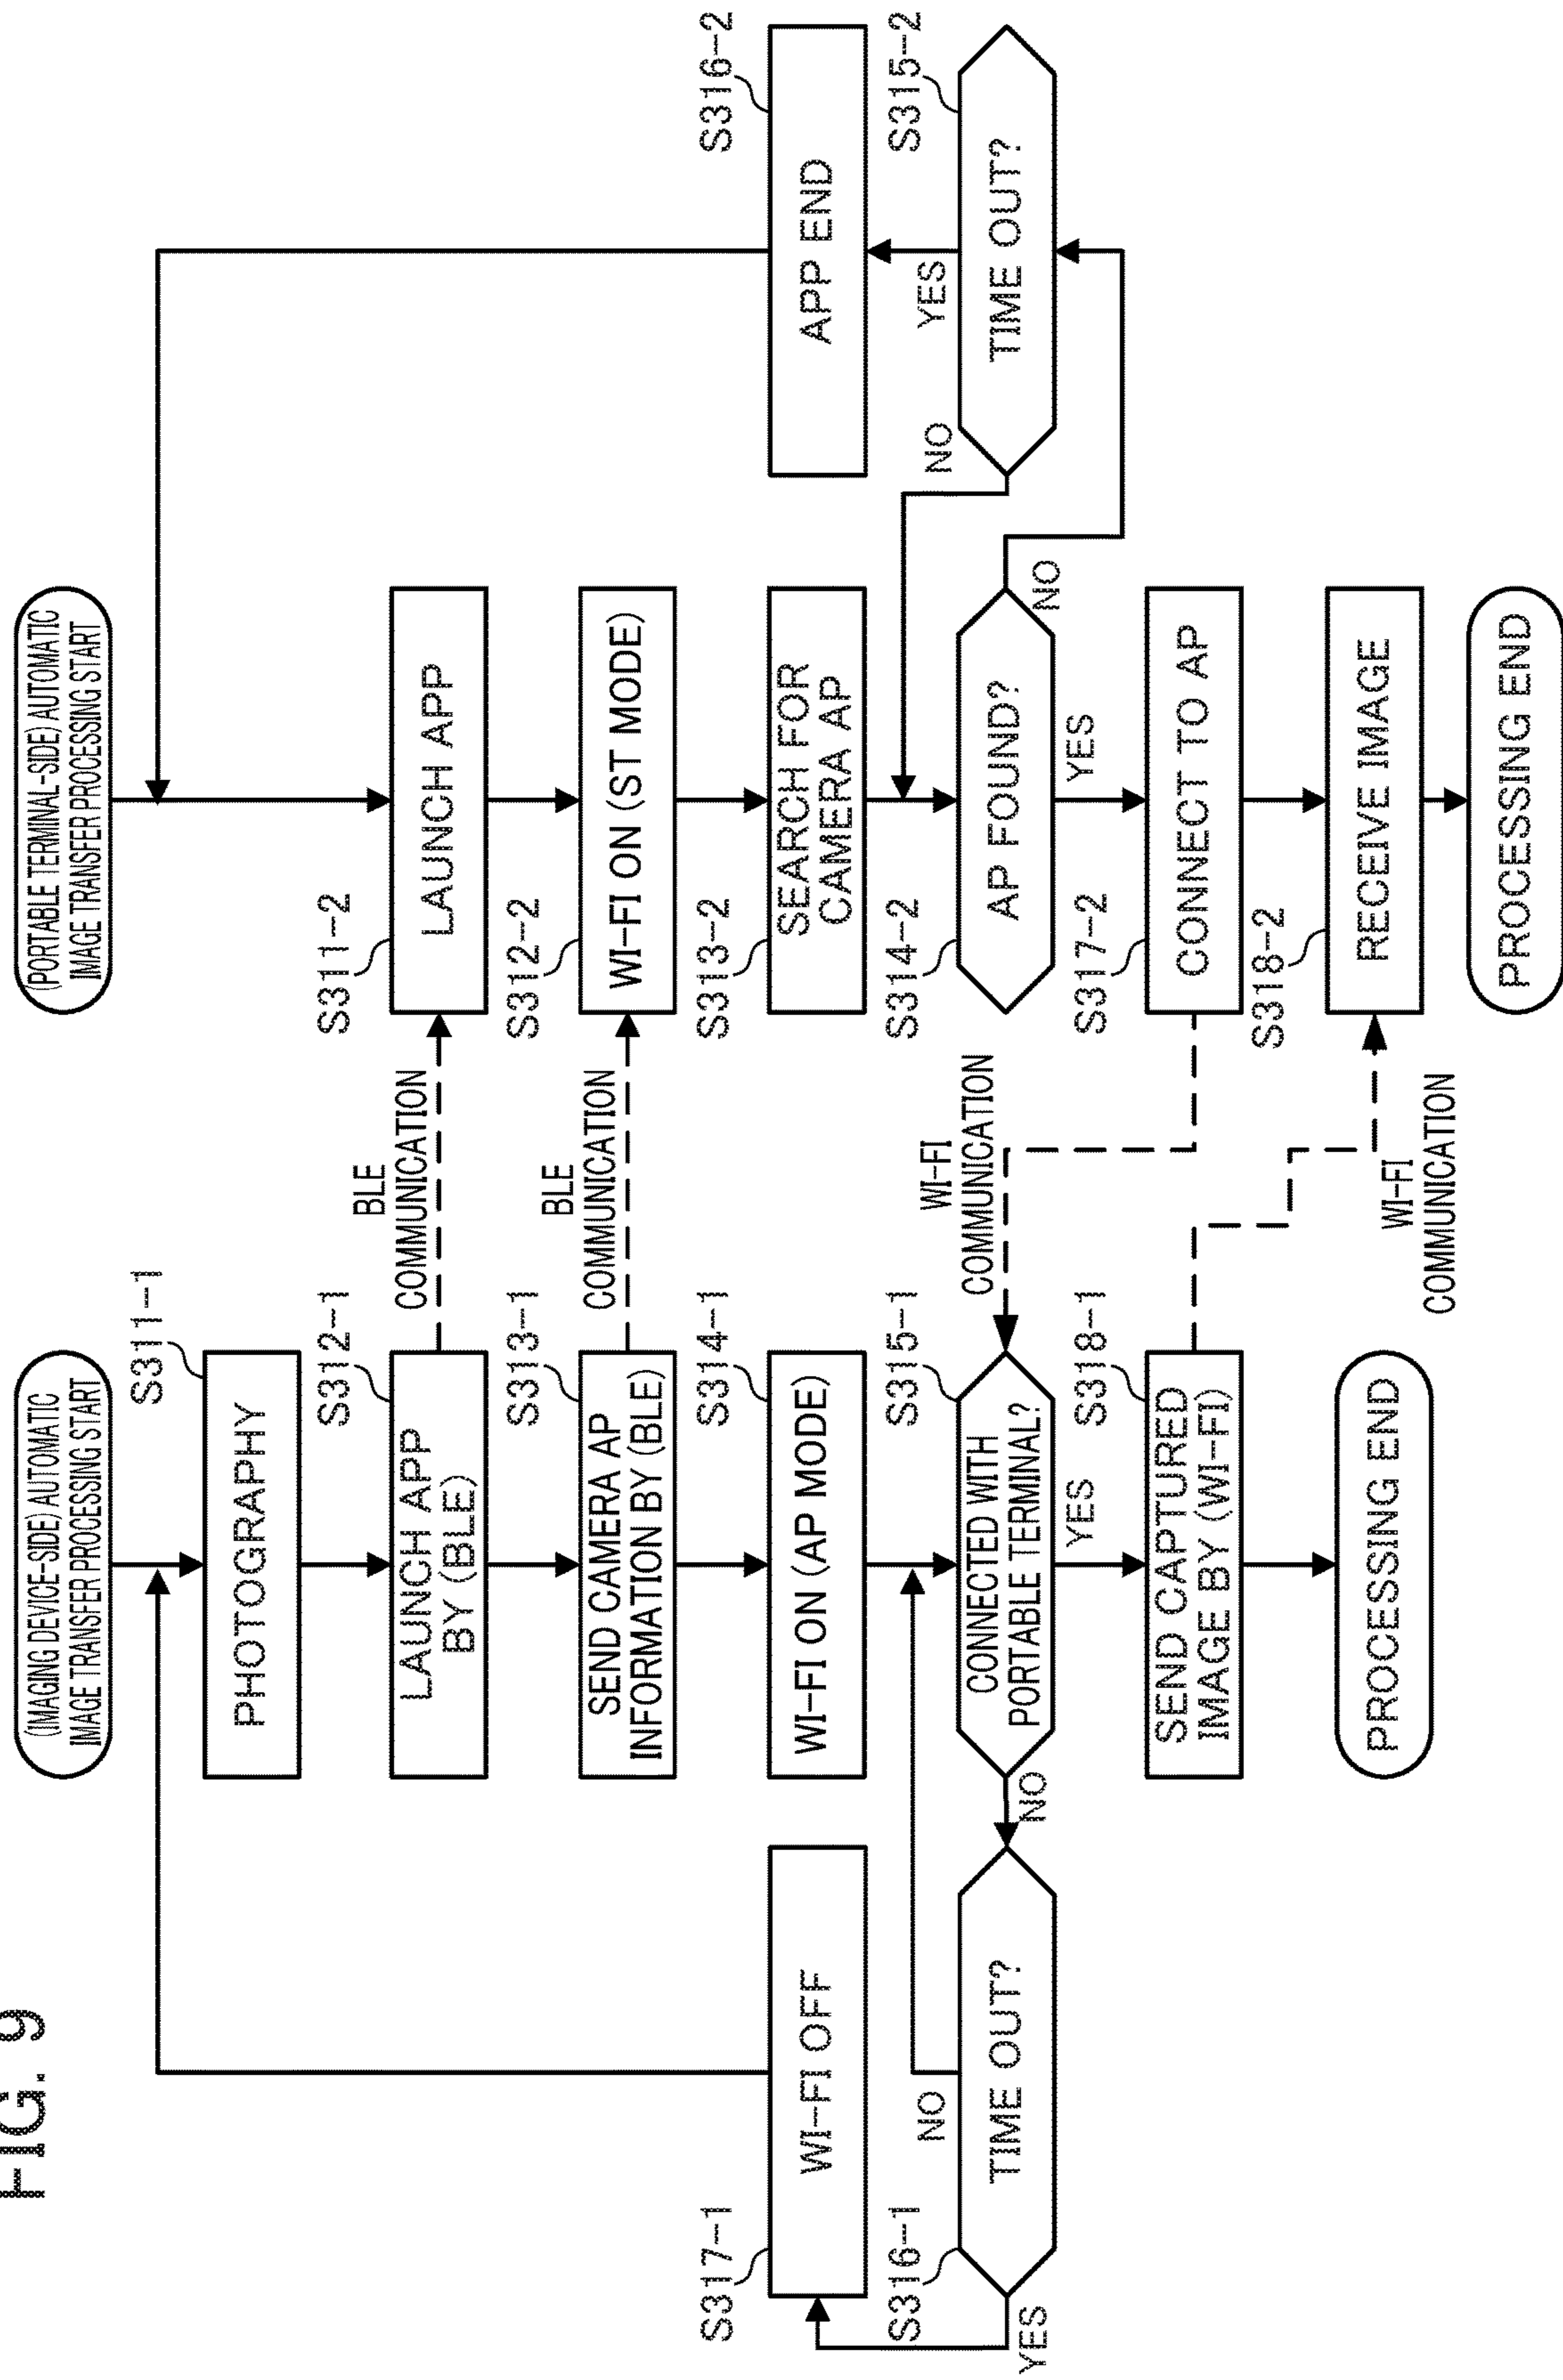 FIG. 9
(IMAGING DEVICE-SIDE) AUTOMATIC
IMAGE TRANSFER PROCESSING START
S311-1
PHOTOGRAPHY
S312-1
LAUNCH APP
BY (BLE)
BLE
COMMUNICATION
S313-1
SEND CAMERA AP
INFORMATION BY (BLE)
BLE
COMMUNICATION
S317-1
WI-FI OFF
S314-1
WI-FI ON (AP MODE)
S316-1
TIME OUT?
NO
YES
S315-1
CONNECTED WITH
PORTABLE TERMINAL?
NO
YES
WI-FI
COMMUNICATION
S318-1
SEND CAPTURED
IMAGE BY (WI-FI)
WI-FI
COMMUNICATION
PROCESSING END
(PORTABLE TERMINAL-SIDE) AUTOMATIC
IMAGE TRANSFER PROCESSING START
S311-2
LAUNCH APP
S312-2
WI-FI ON (ST MODE)
S313-2
SEARCH FOR
CAMERA AP
S316-2
APP END
S314-2
AP FOUND?
NO
YES
S315-2
TIME OUT?
NO
YES
S317-2
CONNECT TO AP
S318-2
RECEIVE IMAGE
PROCESSING END